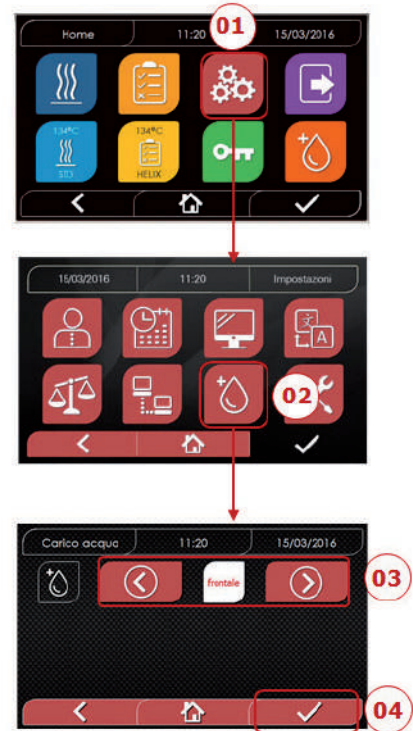 Home 11:20 01 15/03/2016
134°C 134°C
STD HELIX
15/03/2016 11:20 Impostazoni
文 A
02
Carico acqua 11:20 15/03/2016
frontale 03
04